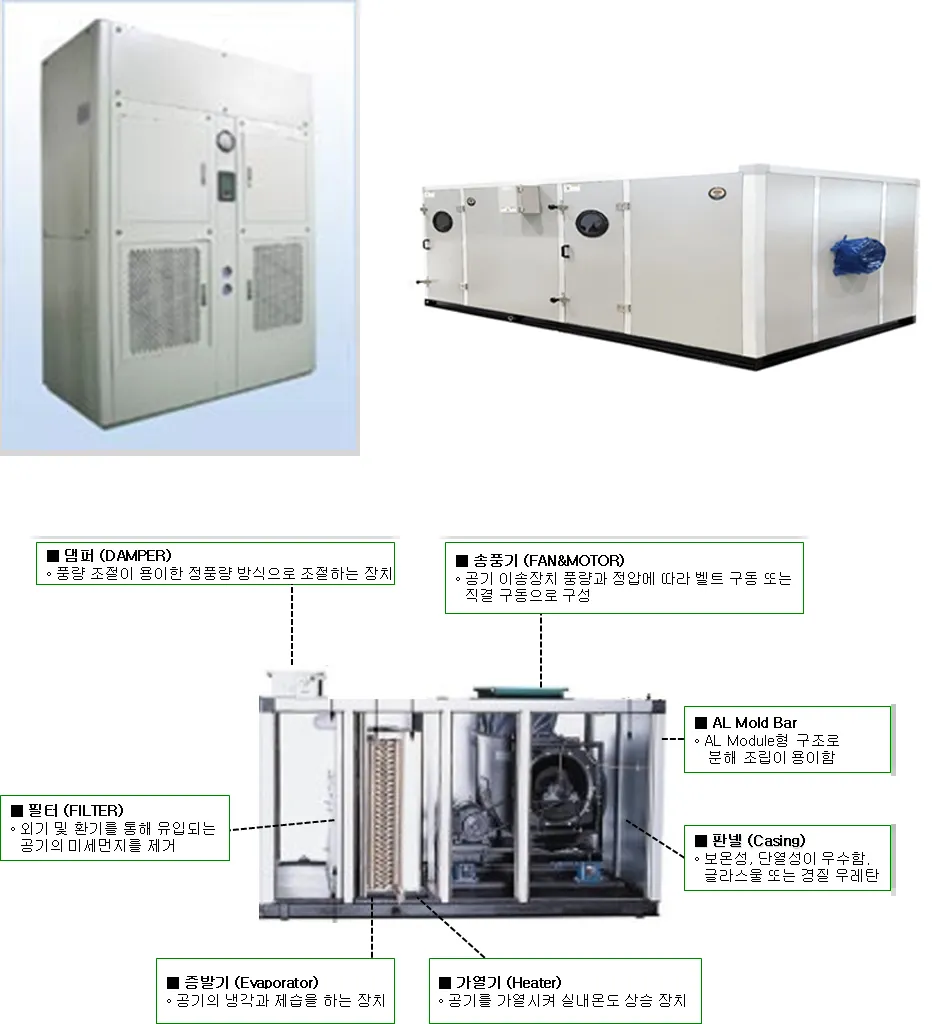 ■ 댐퍼 (DAMPER)
◦ 풍량 조절이 용이한 정풍량 방식으로 조절하는 장치
■ 송풍기 (FAN&MOTOR)
◦ 공기 이송장치 풍량과 정압에 따라 벨트 구동 또는
직결 구동으로 구성
■ AL Mold Bar
◦ AL Module형 구조로
분해 조립이 용이함
■ 필터 (FILTER)
◦ 외기 및 환기를 통해 유입되는
공기의 미세먼지를 제거
■ 판넬 (Casing)
◦ 보온성, 단열성이 우수함.
글라스울 또는 경질 우레탄
■ 증발기 (Evaporator)
◦ 공기의 냉각과 제습을 하는 장치
■ 가열기 (Heater)
◦ 공기를 가열시켜 실내온도 상승 장치